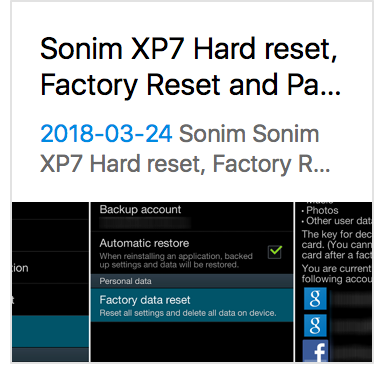 Sonim XP7 Hard reset,
Factory Reset and Pa...
2018-03-24 Sonim Sonim
XP7 Hard reset, Factory R...
Backup account
Automatic restore
When reinstalling an application, backed
up settings and data will be restored.
Personal data
Factory data reset
Reset all settings and delete all data on device.
• Photos
• Other user data
The key for dec
card. (You cannot
card after a fact
You are current
following accou
g
g
f